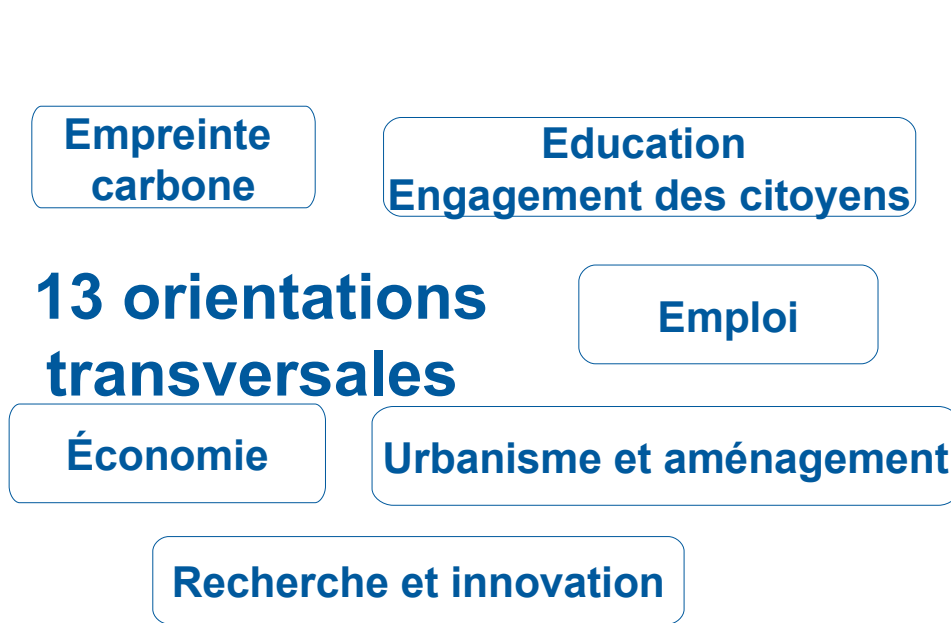 Empreinte
carbone
Education
Engagement des citoyens
13 orientations
transversales
Emploi
Économie
Urbanisme et aménagement
Recherche et innovation